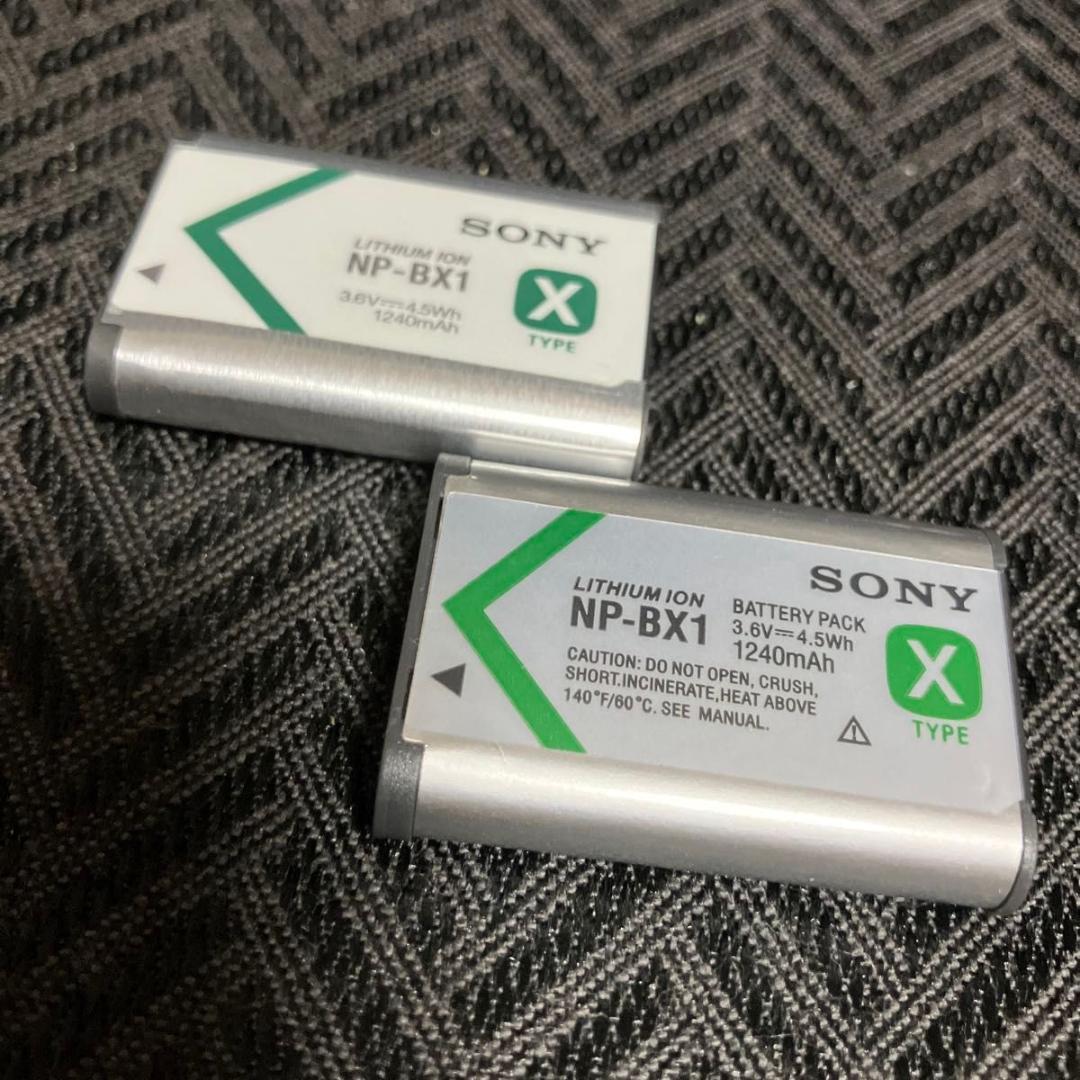 SONY
LITHIUM ION
NP-BX1
3.6V⎓4.5Wh
1240mAh
X
TYPE
SONY
LITHIUM ION
NP-BX1
BATTERY PACK
3.6V⎓4.5Wh
1240mAh
CAUTION: DO NOT OPEN, CRUSH,
SHORT.INCINERATE,HEAT ABOVE
140°F/60°C. SEE MANUAL.
X
TYPE